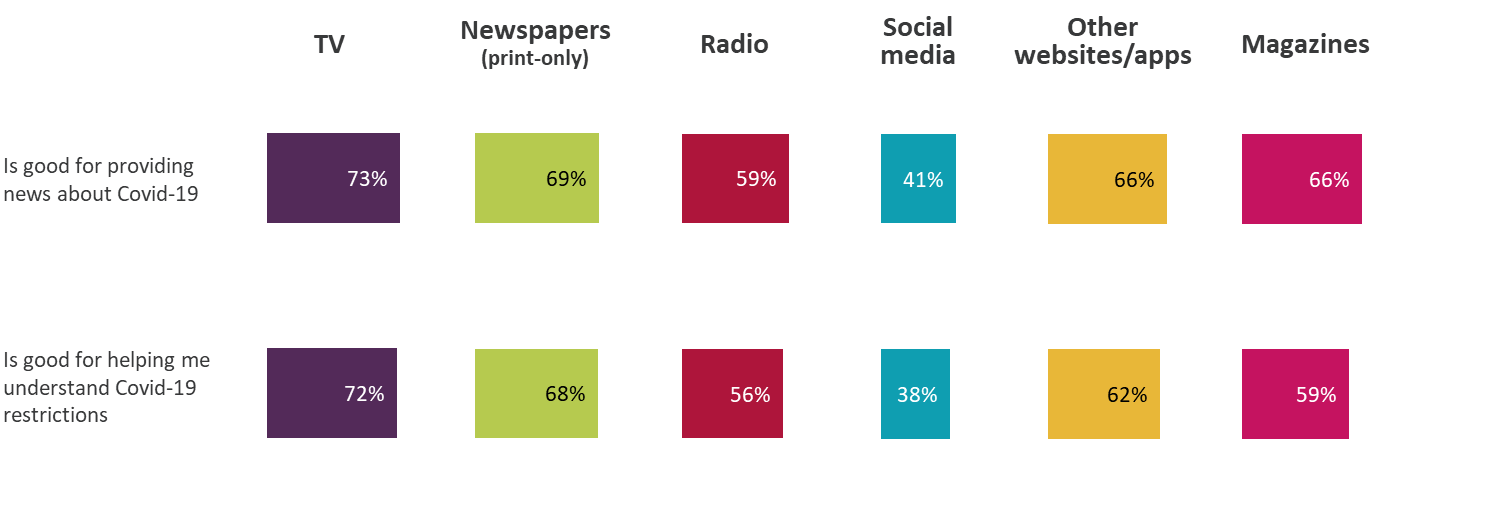 TV
Newspapers
(print-only)
Radio
Social
media
Other
websites/apps
Magazines
Is good for providing
news about Covid-19
73%
69%
59%
41%
66%
66%
Is good for helping me
understand Covid-19
restrictions
72%
68%
56%
38%
62%
59%